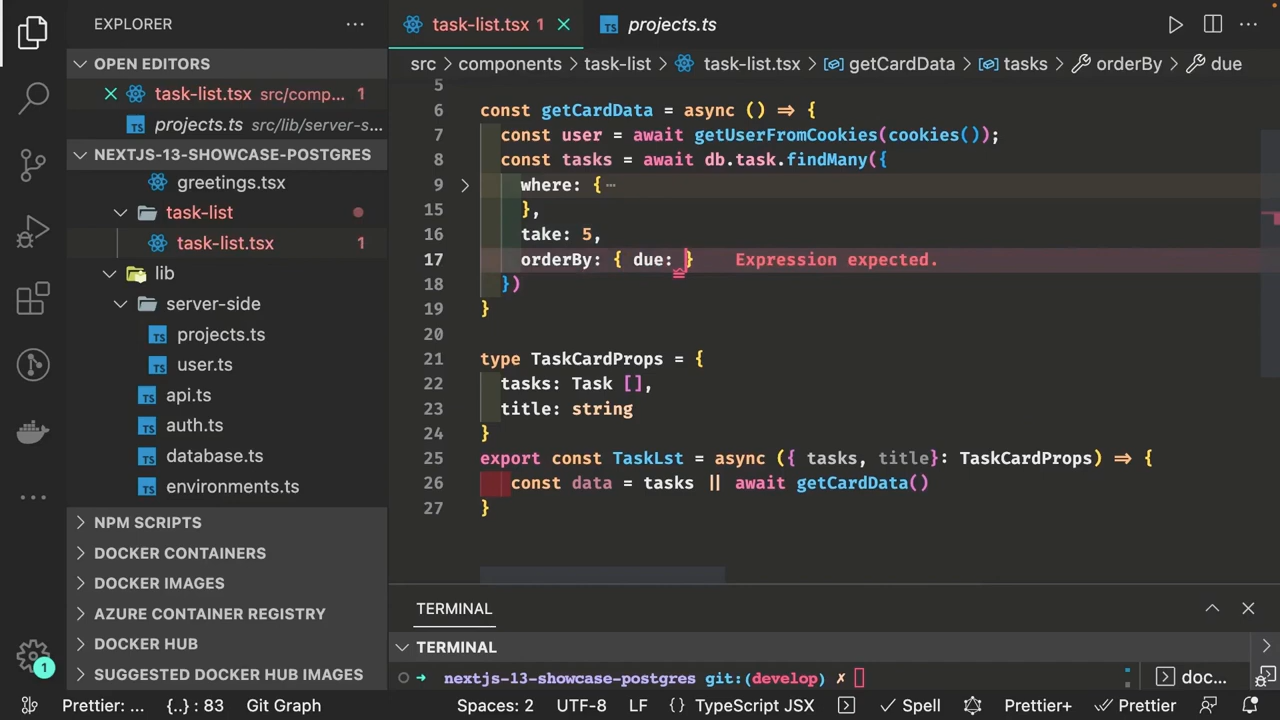 EXPLORER
OPEN EDITORS
task-list.tsx src/comp... 1
projects.ts src/lib/server-s...
NEXTJS-13-SHOWCASE-POSTGRES
greetings.tsx
task-list
task-list.tsx 1
lib
server-side
projects.ts
user.ts
api.ts
auth.ts
database.ts
environments.ts
NPM SCRIPTS
DOCKER CONTAINERS
DOCKER IMAGES
AZURE CONTAINER REGISTRY
DOCKER HUB
SUGGESTED DOCKER HUB IMAGES
task-list.tsx 1
projects.ts
src > components > task-list > task-list.tsx > getCardData > tasks > orderBy > due
5
6 const getCardData = async () => {
7 const user = await getUserFromCookies(cookies());
8 const tasks = await db.task.findMany({
9 where: { ...
15 },
16 take: 5,
17 orderBy: { due: } Expression expected.
18 })
19 }
20
21 type TaskCardProps = {
22 tasks: Task [],
23 title: string
24 }
25 export const TaskLst = async ({ tasks, title}: TaskCardProps) => {
26 const data = tasks || await getCardData()
27 }
TERMINAL
TERMINAL
→ nextjs-13-showcase-postgres git:(develop) ✗
doc...
1
Prettier: ... {..} : 83 Git Graph Spaces: 2 UTF-8 LF { } TypeScript JSX Spell Prettier+ Prettier